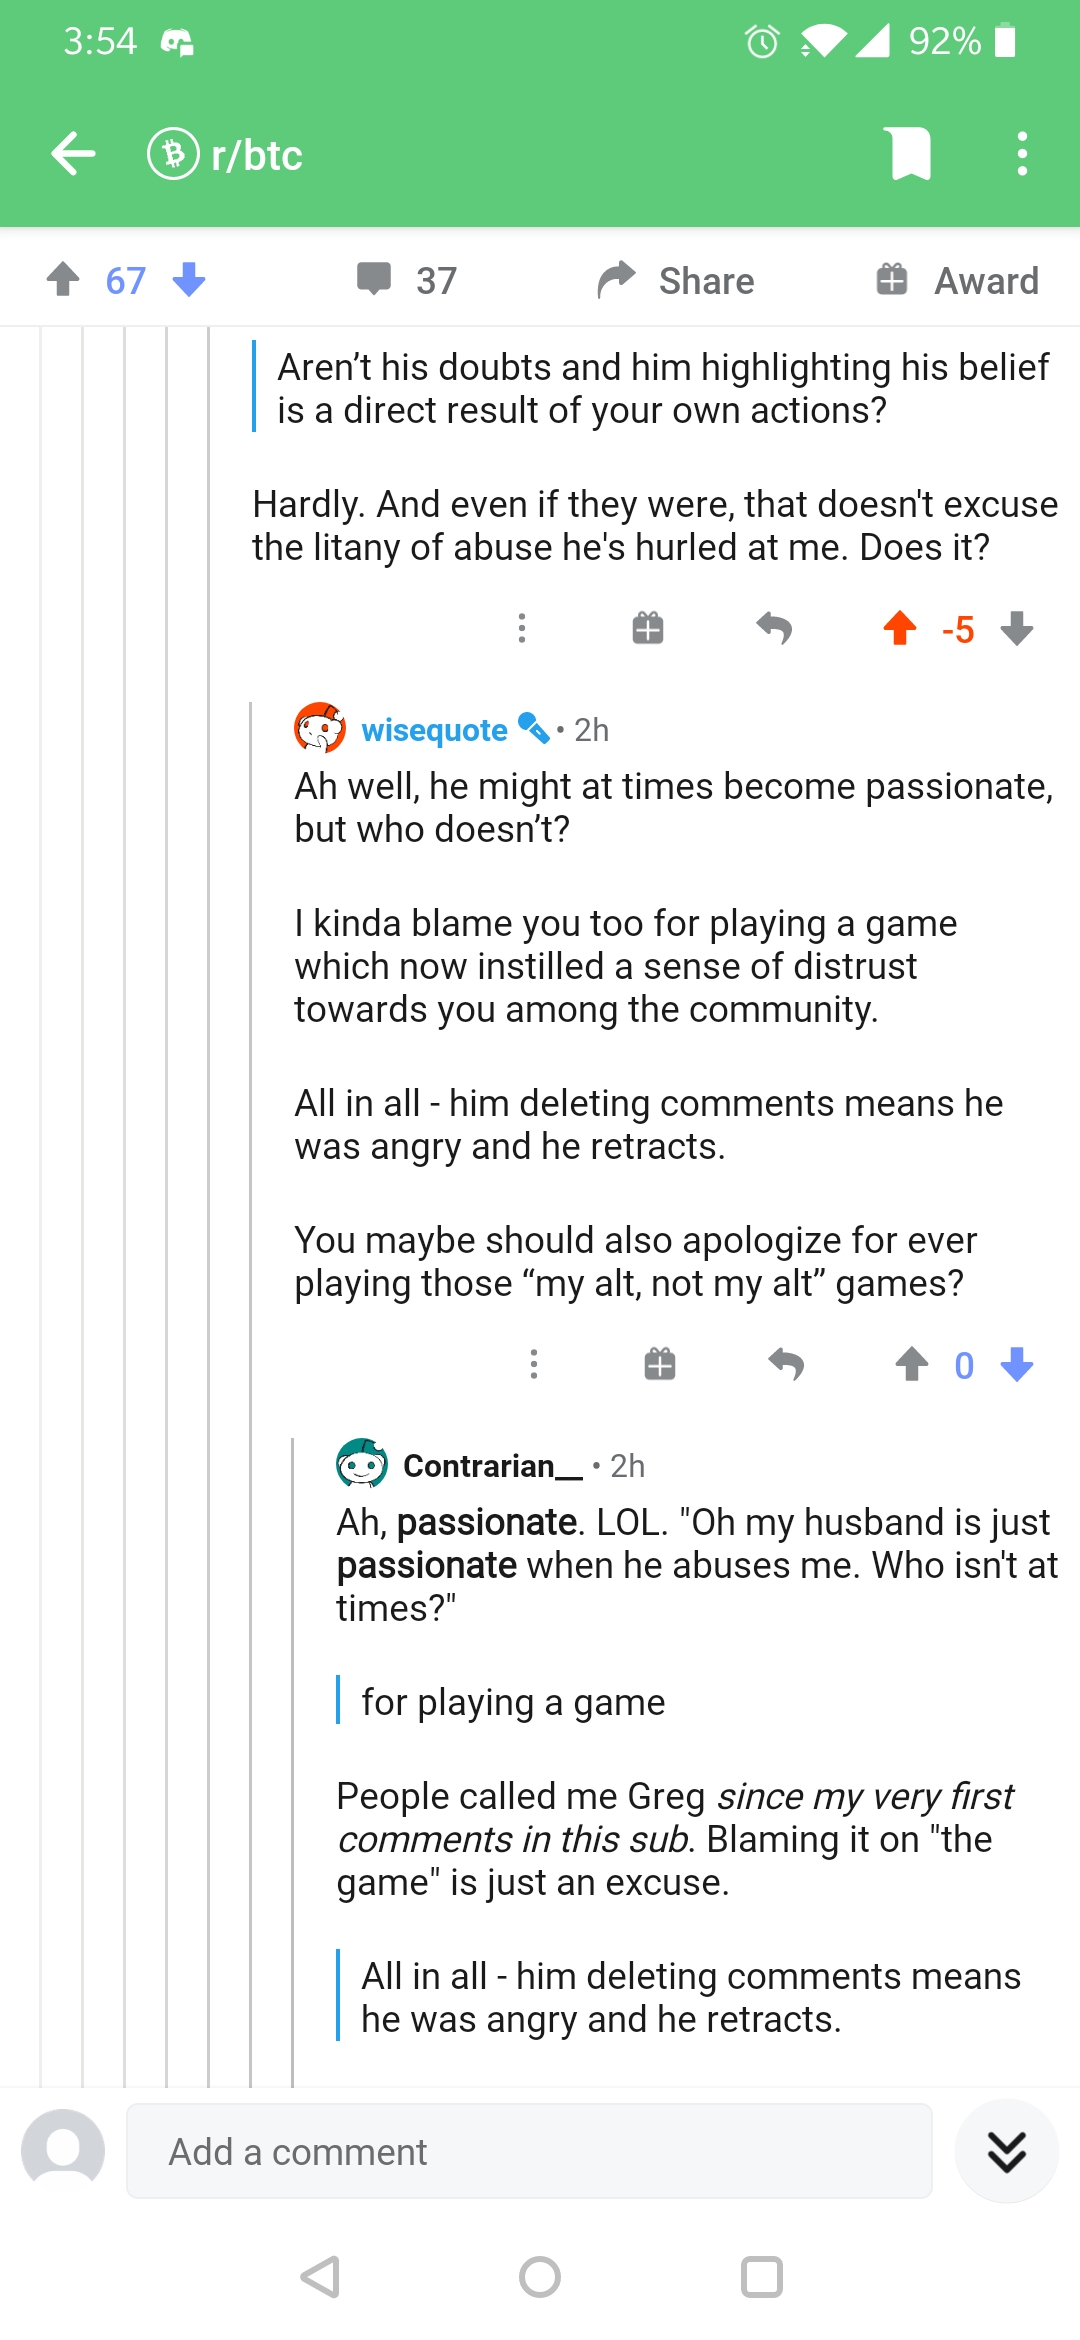 3:54 92%
r/btc
67 37 Share Award
Aren’t his doubts and him highlighting his belief
is a direct result of your own actions?
Hardly. And even if they were, that doesn't excuse
the litany of abuse he's hurled at me. Does it?
-5
wisequote • 2h
Ah well, he might at times become passionate,
but who doesn’t?
I kinda blame you too for playing a game
which now instilled a sense of distrust
towards you among the community.
All in all - him deleting comments means he
was angry and he retracts.
You maybe should also apologize for ever
playing those “my alt, not my alt” games?
0
Contrarian__ • 2h
Ah, passionate. LOL. "Oh my husband is just
passionate when he abuses me. Who isn't at
times?"
for playing a game
People called me Greg since my very first
comments in this sub. Blaming it on "the
game" is just an excuse.
All in all - him deleting comments means
he was angry and he retracts.
Add a comment